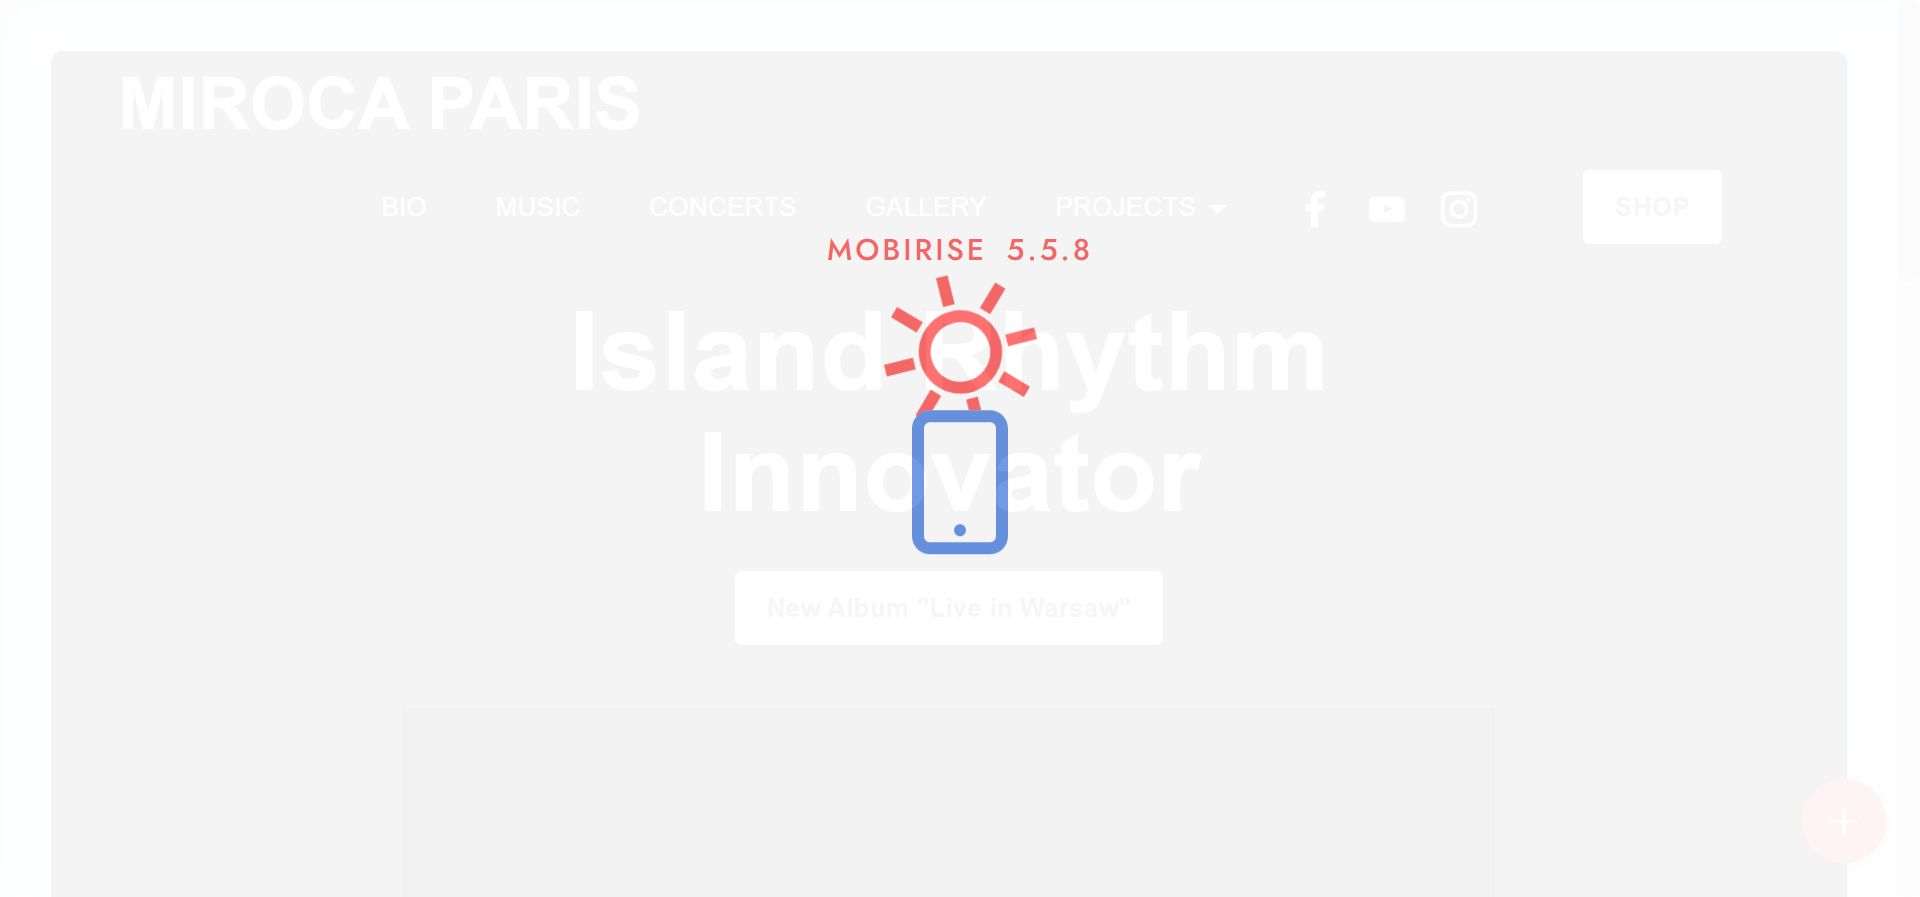 MIROCA PARIS
BIO MUSIC CONCERTS GALLERY PROJECTS SHOP
MOBIRISE 5.5.8
Island Rhythm
Innovator
New Album "Live in Warsaw"